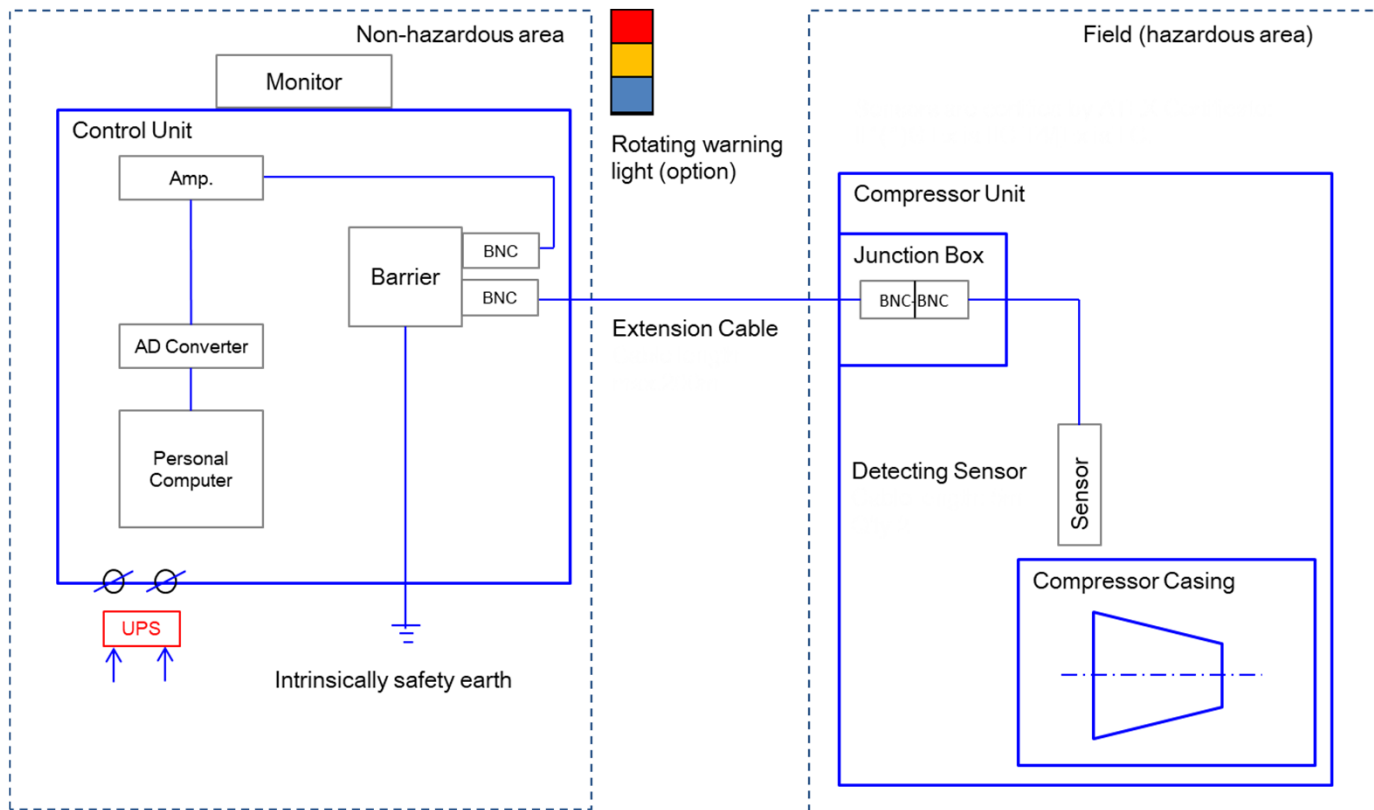 Non-hazardous area
Monitor
Control Unit
Amp.
BNC
Barrier
BNC
AD Converter
Personal
Computer
UPS
Intrinsically safety earth
Rotating warning
light (option)
Extension Cable
Field (hazardous area)
Compressor Unit
Junction Box
BNC-BNC
Detecting Sensor
Sensor
Compressor Casing